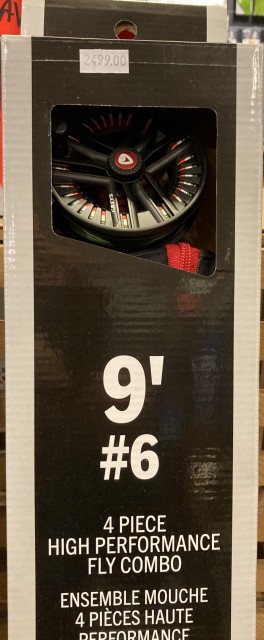 2499.00
9'
#6
4 PIECE
HIGH PERFORMANCE
FLY COMBO
ENSEMBLE MOUCHE
4 PIÈCES HAUTE
PERFORMANCE